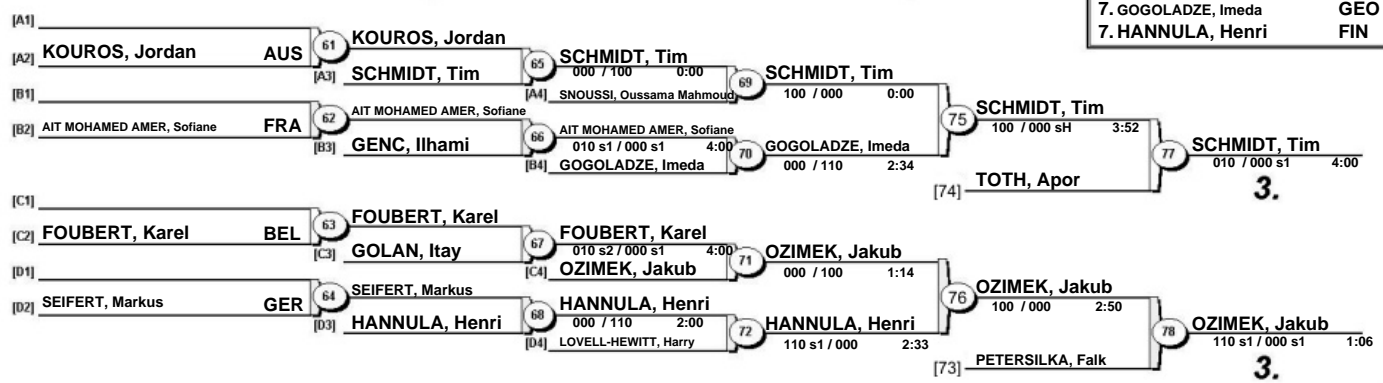 7. GOGOLADZE, Imeda GEO
7. HANNULA, Henri FIN
[A1]
[A2] KOUROS, Jordan AUS
61 KOUROS, Jordan
[A3] SCHMIDT, Tim
65 SCHMIDT, Tim
000 / 100 0:00
[A4] SNOUSSI, Oussama Mahmoud
69 SCHMIDT, Tim
100 / 000 0:00
[B1]
[B2] AIT MOHAMED AMER, Sofiane FRA
62 AIT MOHAMED AMER, Sofiane
[B3] GENC, Ilhami
66 AIT MOHAMED AMER, Sofiane
010 s1 / 000 s1 4:00
[B4] GOGOLADZE, Imeda
70 GOGOLADZE, Imeda
000 / 110 2:34
75 SCHMIDT, Tim
100 / 000 sH 3:52
[74] TOTH, Apor
77 SCHMIDT, Tim
010 / 000 s1 4:00
3.
[C1]
[C2] FOUBERT, Karel BEL
63 FOUBERT, Karel
[C3] GOLAN, Itay
67 FOUBERT, Karel
010 s2 / 000 s1 4:00
[C4] OZIMEK, Jakub
71 OZIMEK, Jakub
000 / 100 1:14
[D1]
[D2] SEIFERT, Markus GER
64 SEIFERT, Markus
[D3] HANNULA, Henri
68 HANNULA, Henri
000 / 110 2:00
[D4] LOVELL-HEWITT, Harry
72 HANNULA, Henri
110 s1 / 000 2:33
76 OZIMEK, Jakub
100 / 000 2:50
[73] PETERSILKA, Falk
78 OZIMEK, Jakub
110 s1 / 000 s1 1:06
3.